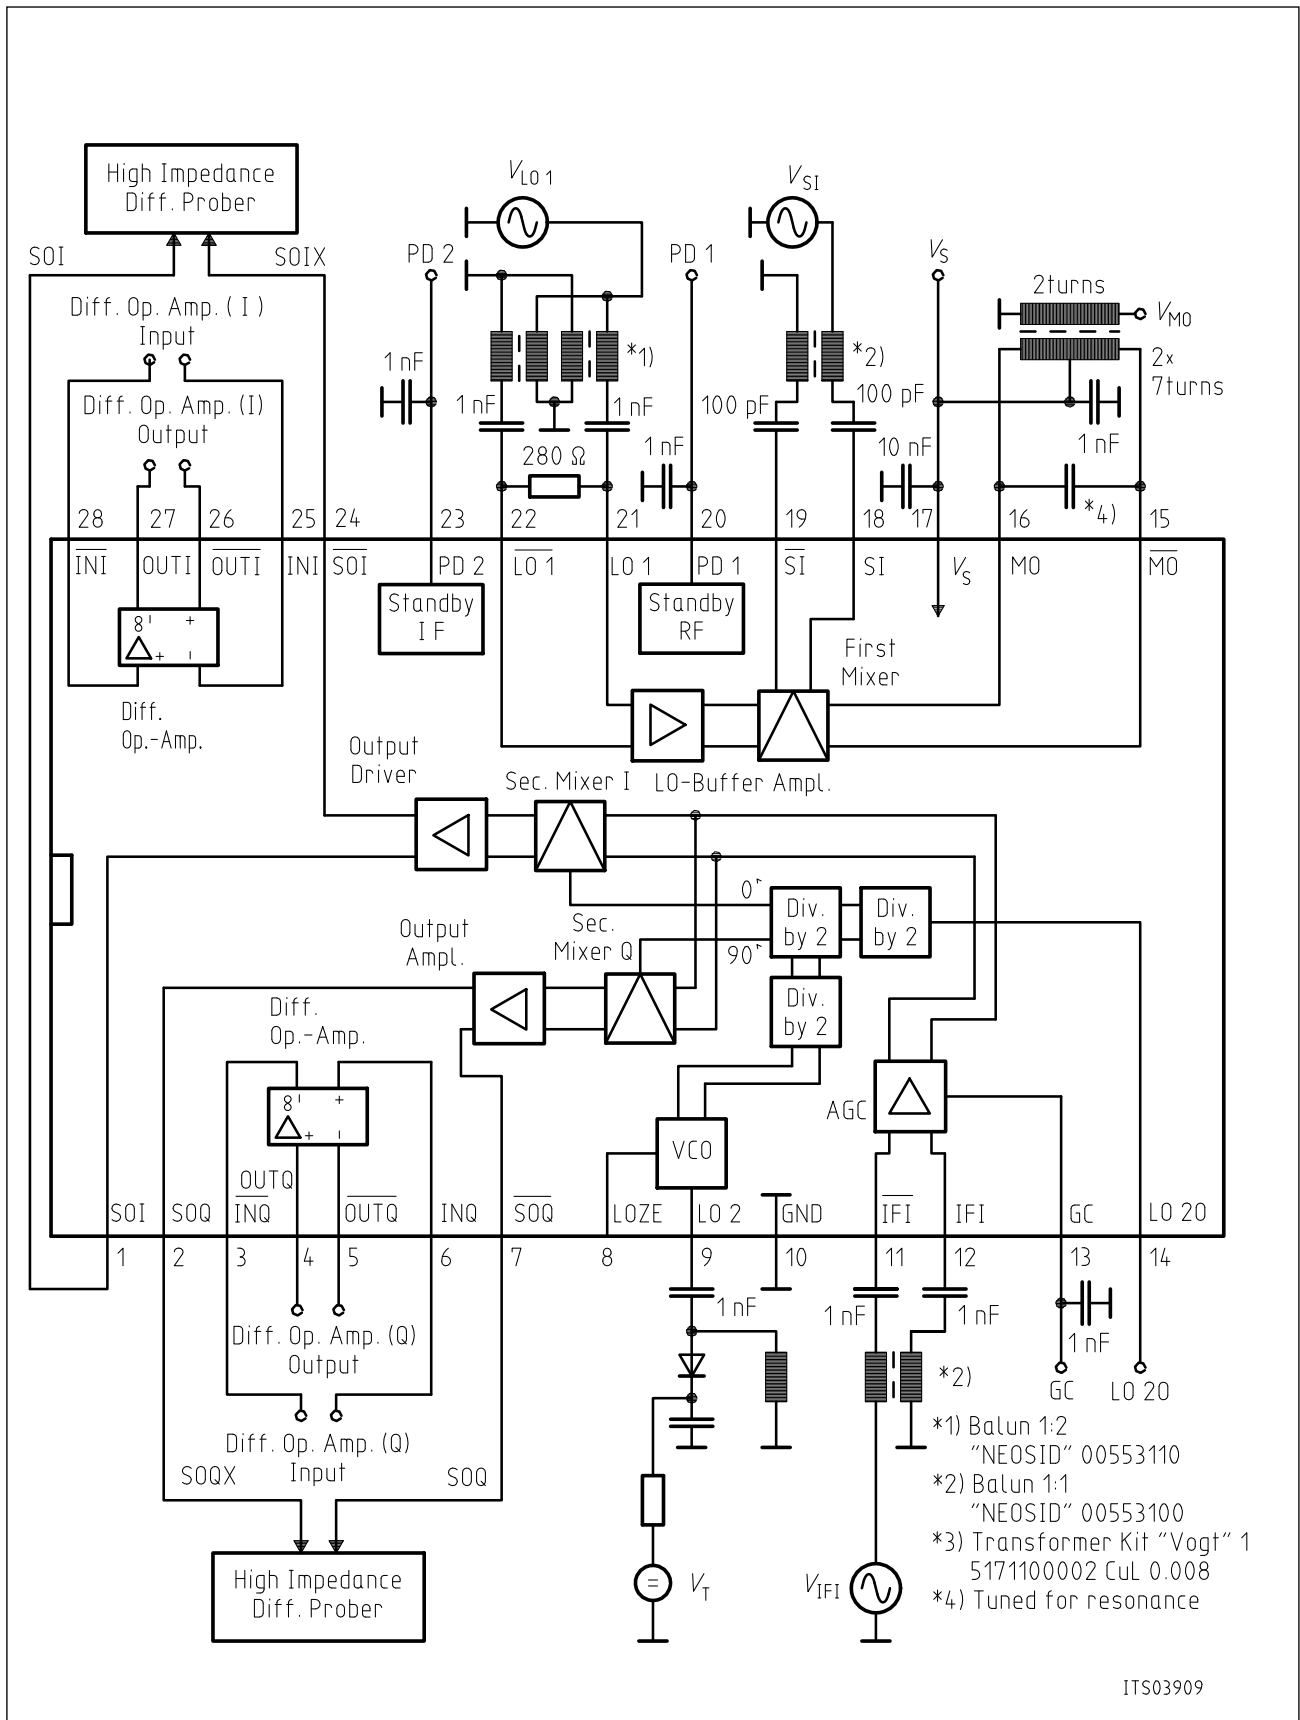 High Impedance
Diff. Prober
V LO 1
V SI
SOI
SOIX
PD 2
PD 1
V S
2turns
V MO
Diff. Op. Amp. ( I )
Input
1 nF
*1)
*2)
2x
7turns
Diff. Op. Amp. (I)
Output
1 nF
1 nF
100 pF
100 pF
1 nF
280 Ω
1 nF
10 nF
*4)
28
27
26
25
24
23
22
21
20
19
18
17
16
15
INI
OUTI
OUTI
INI
SOI
PD 2
LO 1
LO 1
PD 1
SI
SI
V S
MO
MO
Standby
I F
Standby
RF
∞
+
+
-
First
Mixer
Diff.
Op.-Amp.
Output
Driver
Sec. Mixer I
LO-Buffer Ampl.
0
90
Div.
by 2
Div.
by 2
Output
Ampl.
Sec.
Mixer Q
Div.
by 2
Diff.
Op.-Amp.
∞
+
+
-
AGC
VCO
OUTQ
SOI
SOQ
INQ
OUTQ
INQ
SOQ
LOZE
LO 2
GND
IFI
IFI
GC
LO 20
1
2
3
4
5
6
7
8
9
10
11
12
13
14
1 nF
1 nF
1 nF
1 nF
Diff. Op. Amp. (Q)
Output
*2)
GC
LO 20
Diff. Op. Amp. (Q)
Input
SOQX
SOQ
*1) Balun 1:2
"NEOSID" 00553110
*2) Balun 1:1
"NEOSID" 00553100
*3) Transformer Kit "Vogt" 1
5171100002 CuL 0.008
*4) Tuned for resonance
High Impedance
Diff. Prober
=
V T
V IFI
ITS03909